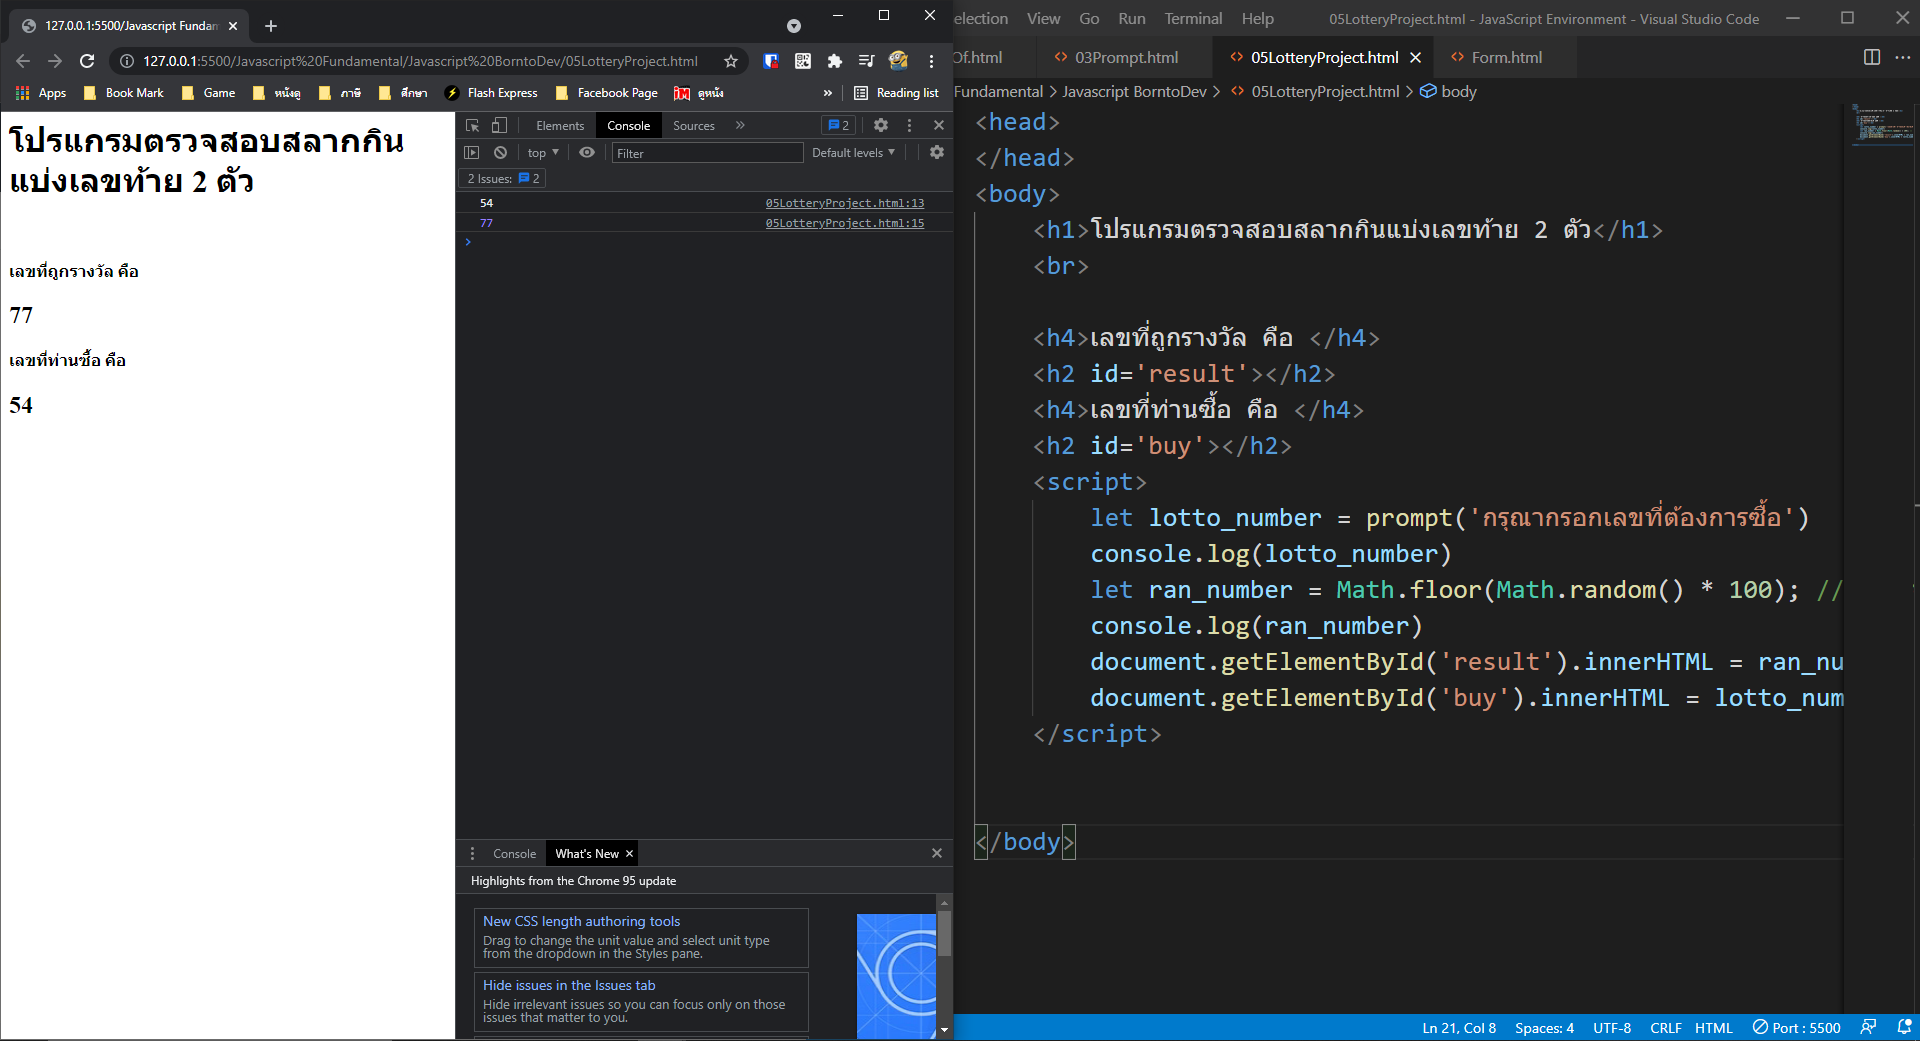 127.0.0.1:5500/Javascript Fundam
127.0.0.1:5500/Javascript%20Fundamental/Javascript%20BorntoDev/05LotteryProject.html
Apps Book Mark Game หนังดู ภาษี ศึกษา Flash Express Facebook Page ดูหนัง » Reading list
โปรแกรมตรวจสอบสลากกิน
แบ่งเลขท้าย 2 ตัว
เลขที่ถูกรางวัล คือ
77
เลขที่ท่านซื้อ คือ
54
Elements Console Sources » 2
top Filter Default levels
2 Issues: 2
54 05LotteryProject.html:13
77 05LotteryProject.html:15
Console What's New
Highlights from the Chrome 95 update
New CSS length authoring tools
Drag to change the unit value and select unit type
from the dropdown in the Styles pane.
Hide issues in the Issues tab
Hide irrelevant issues so you can focus only on those
issues that matter to you.
election View Go Run Terminal Help 05LotteryProject.html - JavaScript Environment - Visual Studio Code
Of.html <> 03Prompt.html <> 05LotteryProject.html <> Form.html
Fundamental > Javascript BorntoDev > <> 05LotteryProject.html > body
<head>
</head>
<body>
<h1>โปรแกรมตรวจสอบสลากกินแบ่งเลขท้าย 2 ตัว</h1>
<br>
<h4>เลขที่ถูกรางวัล คือ </h4>
<h2 id='result'></h2>
<h4>เลขที่ท่านซื้อ คือ </h4>
<h2 id='buy'></h2>
<script>
let lotto_number = prompt('กรุณากรอกเลขที่ต้องการซื้อ')
console.log(lotto_number)
let ran_number = Math.floor(Math.random() * 100); //
console.log(ran_number)
document.getElementById('result').innerHTML = ran_nu
document.getElementById('buy').innerHTML = lotto_num
</script>
</body>
Ln 21, Col 8 Spaces: 4 UTF-8 CRLF HTML Port : 5500